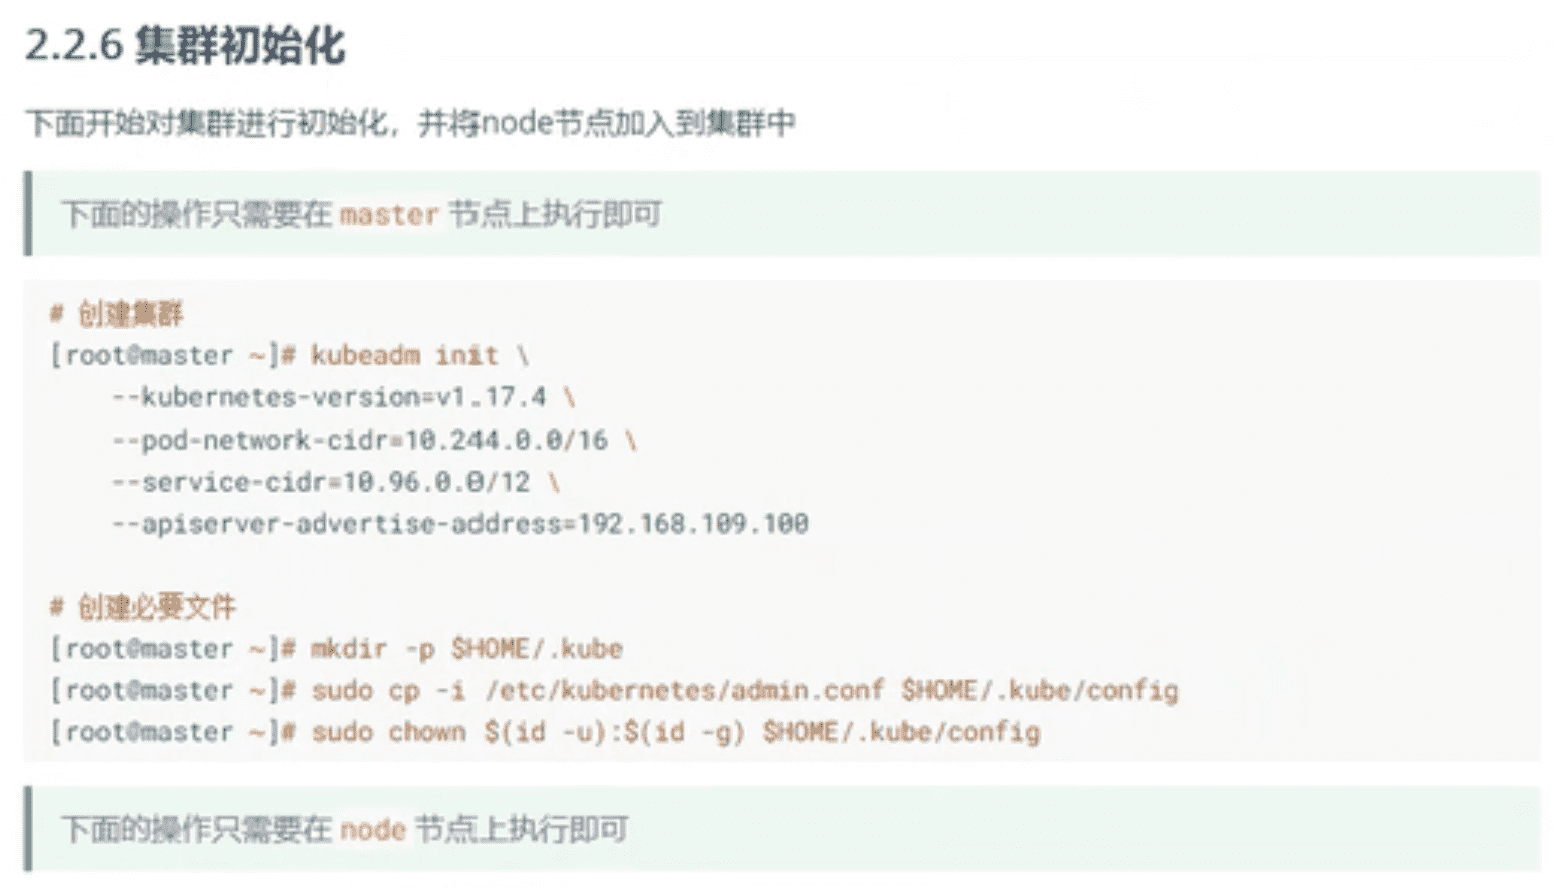 2.2.6 集群初始化
下面开始对集群进行初始化，并将node节点加入到集群中
下面的操作只需要在 master 节点上执行即可
# 创建集群
[root@master ~]# kubeadm init \
--kubernetes-version=v1.17.4 \
--pod-network-cidr=10.244.0.0/16 \
--service-cidr=10.96.0.0/12 \
--apiserver-advertise-address=192.168.109.100
# 创建必要文件
[root@master ~]# mkdir -p $HOME/.kube
[root@master ~]# sudo cp -i /etc/kubernetes/admin.conf $HOME/.kube/config
[root@master ~]# sudo chown $(id -u):$(id -g) $HOME/.kube/config
下面的操作只需要在 node 节点上执行即可